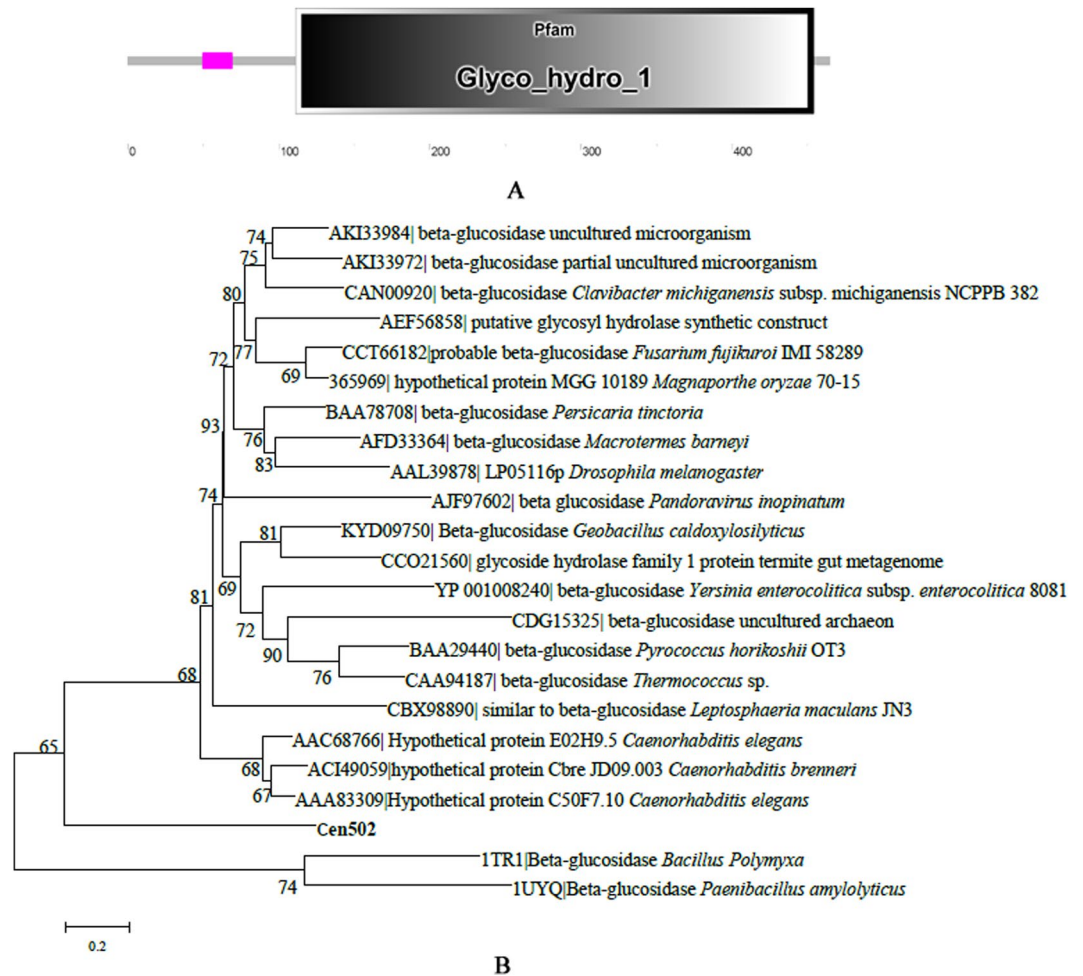 Pfam
Glyco_hydro_1
0 100 200 300 400
A
74 AKI33984| beta-glucosidase uncultured microorganism
75 AKI33972| beta-glucosidase partial uncultured microorganism
CAN00920| beta-glucosidase Clavibacter michiganensis subsp. michiganensis NCPPB 382
80
AEF56858| putative glycosyl hydrolase synthetic construct
72 77 CCT66182|probable beta-glucosidase Fusarium fujikuroi IMI 58289
69 365969| hypothetical protein MGG 10189 Magnaporthe oryzae 70-15
BAA78708| beta-glucosidase Persicaria tinctoria
93 76 AFD33364| beta-glucosidase Macrotermes barneyi
83 AAL39878| LP05116p Drosophila melanogaster
74 AJF97602| beta glucosidase Pandoravirus inopinatum
81 KYD09750| Beta-glucosidase Geobacillus caldoxylosilyticus
CCO21560| glycoside hydrolase family 1 protein termite gut metagenome
81 69 YP 001008240| beta-glucosidase Yersinia enterocolitica subsp. enterocolitica 8081
72 CDG15325| beta-glucosidase uncultured archaeon
90 BAA29440| beta-glucosidase Pyrococcus horikoshii OT3
68 76 CAA94187| beta-glucosidase Thermococcus sp.
CBX98890| similar to beta-glucosidase Leptosphaeria maculans JN3
65 AAC68766| Hypothetical protein E02H9.5 Caenorhabditis elegans
68 ACI49059|hypothetical protein Cbre JD09.003 Caenorhabditis brenneri
67 AAA83309|Hypothetical protein C50F7.10 Caenorhabditis elegans
Cen502
1TR1|Beta-glucosidase Bacillus Polymyxa
74 1UYQ|Beta-glucosidase Paenibacillus amylolyticus
0.2
B